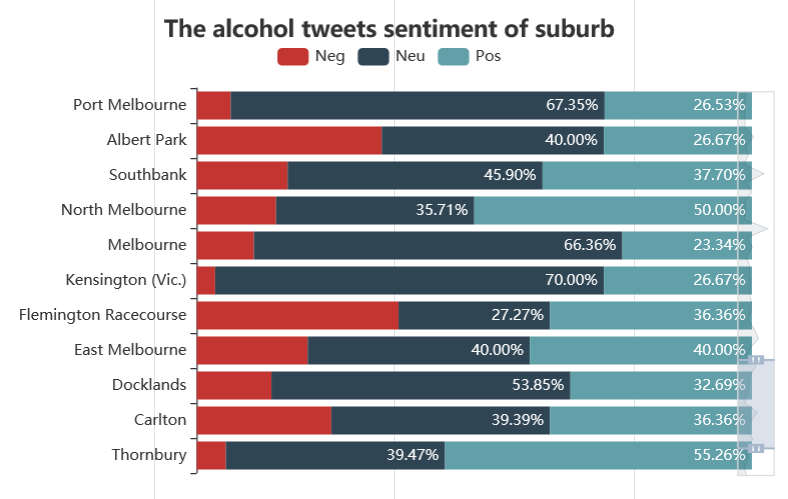 The alcohol tweets sentiment of suburb
Neg Neu Pos
Port Melbourne 67.35% 26.53%
Albert Park 40.00% 26.67%
Southbank 45.90% 37.70%
North Melbourne 35.71% 50.00%
Melbourne 66.36% 23.34%
Kensington (Vic.) 70.00% 26.67%
Flemington Racecourse 27.27% 36.36%
East Melbourne 40.00% 40.00%
Docklands 53.85% 32.69%
Carlton 39.39% 36.36%
Thornbury 39.47% 55.26%